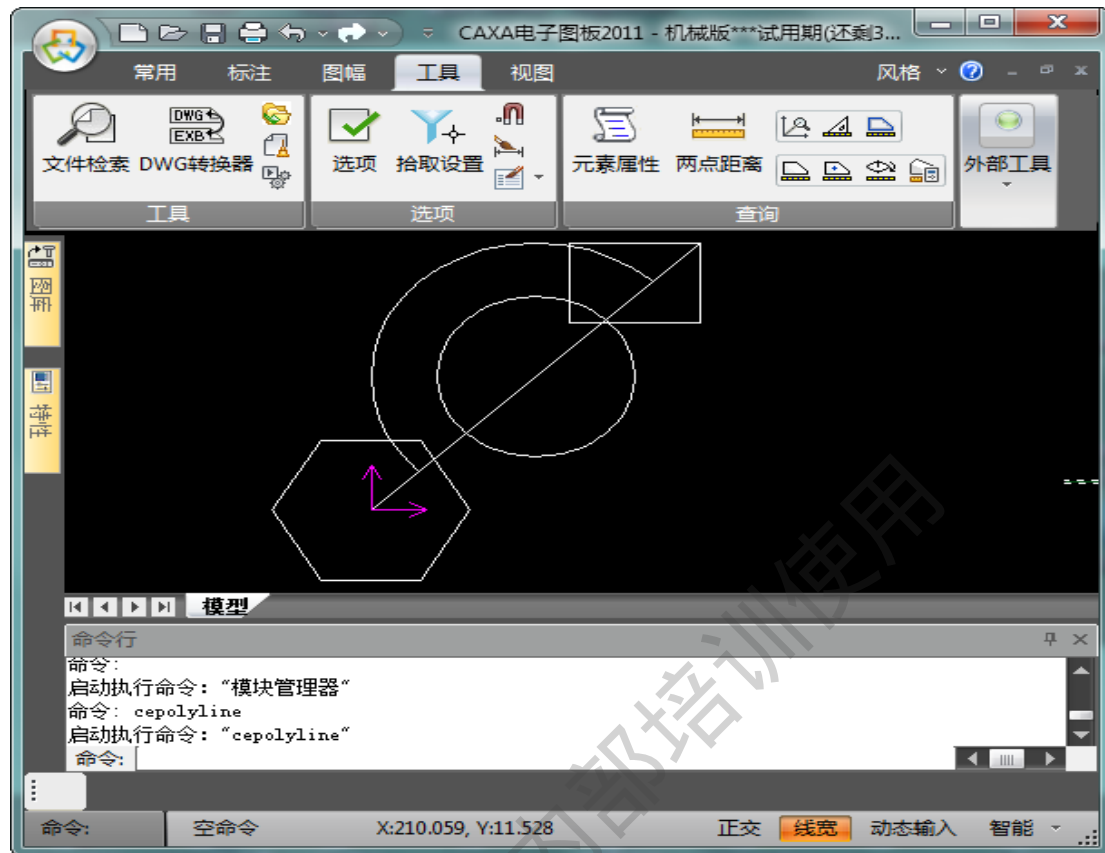 CAXA电子图板2011 - 机械版***试用期(还剩3...
常用 标注 图幅 工具 视图 风格
文件检索 DWG EXB DWG转换器 选项 拾取设置 元素属性 两点距离 外部工具
工具 选项 查询
图库
特性
模型
命令行
命令:
启动执行命令: "模块管理器"
命令: cepolyline
启动执行命令: "cepolyline"
命令:
命令: 空命令 X:210.059, Y:11.528 正交 线宽 动态输入 智能
内部培训使用